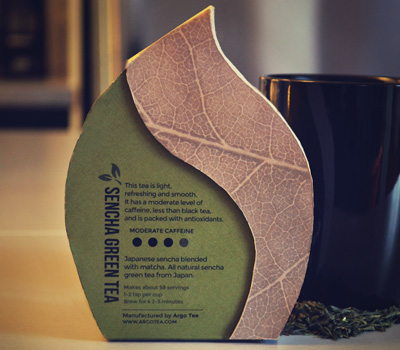 SENCHA GREEN TEA
This tea is light,
refreshing and smooth.
It has a moderate level of
caffeine, less than black tea,
and is packed with antioxidants.
MODERATE CAFFEINE
Japanese sencha blended
with matcha. All natural sencha
green tea from Japan.
Makes about 58 servings
1-2 tsp per cup
Brew for 4 2-3 minutes
Manufactured by Argo Tea
WWW.ARGOTEA.COM